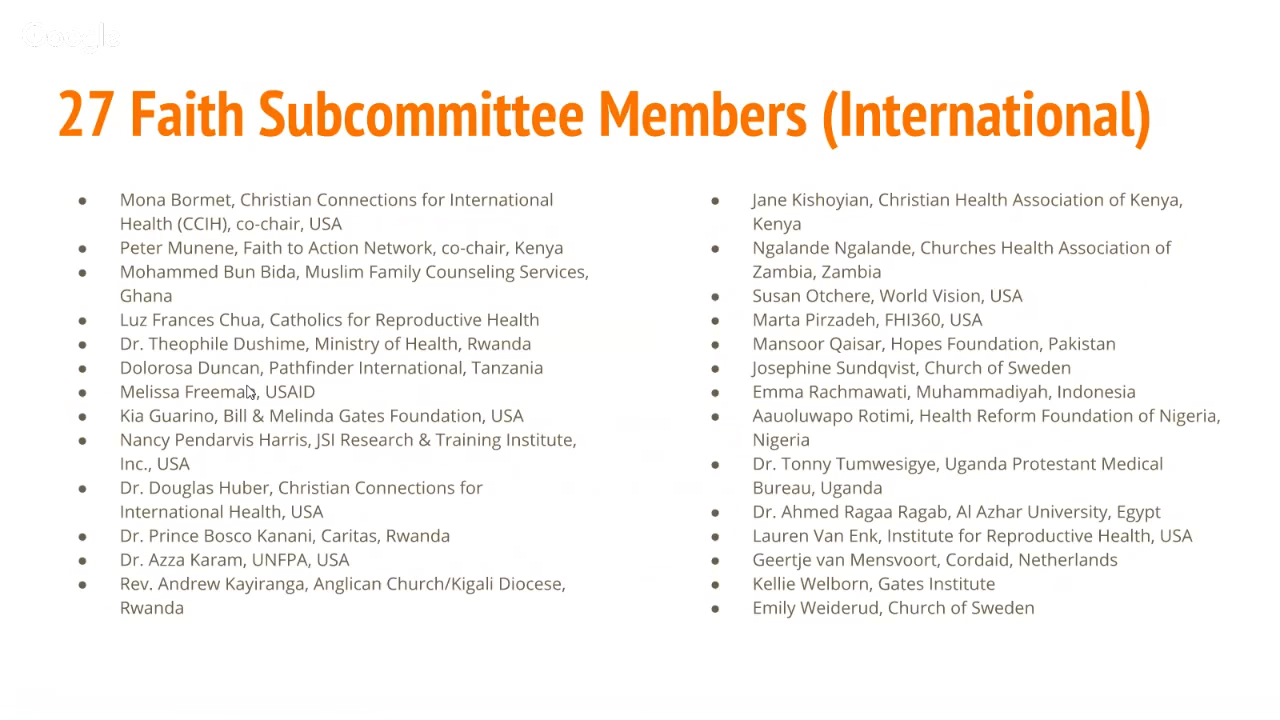 Google
27 Faith Subcommittee Members (International)
● Mona Bormet, Christian Connections for International
Health (CCIH), co-chair, USA
● Peter Munene, Faith to Action Network, co-chair, Kenya
● Mohammed Bun Bida, Muslim Family Counseling Services,
Ghana
● Luz Frances Chua, Catholics for Reproductive Health
● Dr. Theophile Dushime, Ministry of Health, Rwanda
● Dolorosa Duncan, Pathfinder International, Tanzania
● Melissa Freeman, USAID
● Kia Guarino, Bill & Melinda Gates Foundation, USA
● Nancy Pendarvis Harris, JSI Research & Training Institute,
Inc., USA
● Dr. Douglas Huber, Christian Connections for
International Health, USA
● Dr. Prince Bosco Kanani, Caritas, Rwanda
● Dr. Azza Karam, UNFPA, USA
● Rev. Andrew Kayiranga, Anglican Church/Kigali Diocese,
Rwanda
● Jane Kishoyian, Christian Health Association of Kenya,
Kenya
● Ngalande Ngalande, Churches Health Association of
Zambia, Zambia
● Susan Otchere, World Vision, USA
● Marta Pirzadeh, FHI360, USA
● Mansoor Qaisar, Hopes Foundation, Pakistan
● Josephine Sundqvist, Church of Sweden
● Emma Rachmawati, Muhammadiyah, Indonesia
● Aauoluwapo Rotimi, Health Reform Foundation of Nigeria,
Nigeria
● Dr. Tonny Tumwesigye, Uganda Protestant Medical
Bureau, Uganda
● Dr. Ahmed Ragaa Ragab, Al Azhar University, Egypt
● Lauren Van Enk, Institute for Reproductive Health, USA
● Geertje van Mensvoort, Cordaid, Netherlands
● Kellie Welborn, Gates Institute
● Emily Weiderud, Church of Sweden